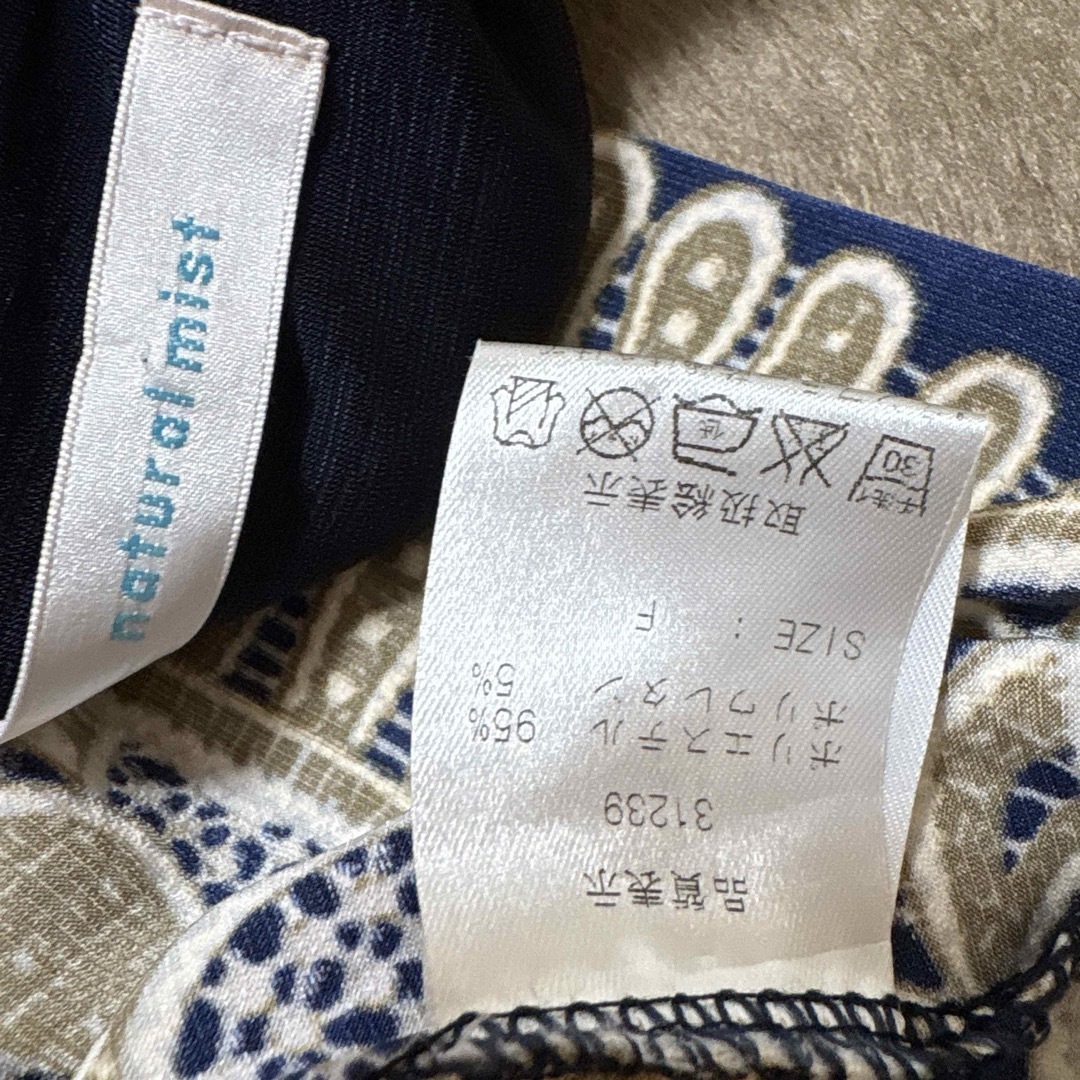 natural mist
品質表示
31239
ポリエステル 95%
ポリウレタン 5%
SIZE : F
取扱絵表示
手洗イ
30
低